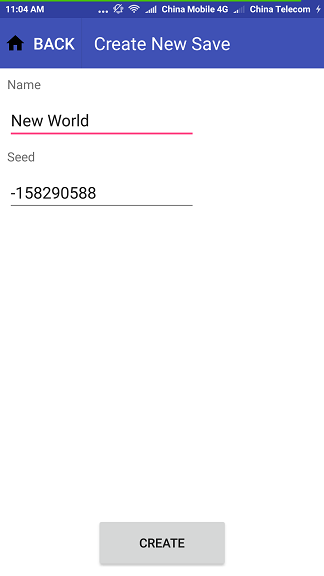 11:04 AM ... China Mobile 4G China Telecom
BACK Create New Save
Name
New World
Seed
-158290588
CREATE